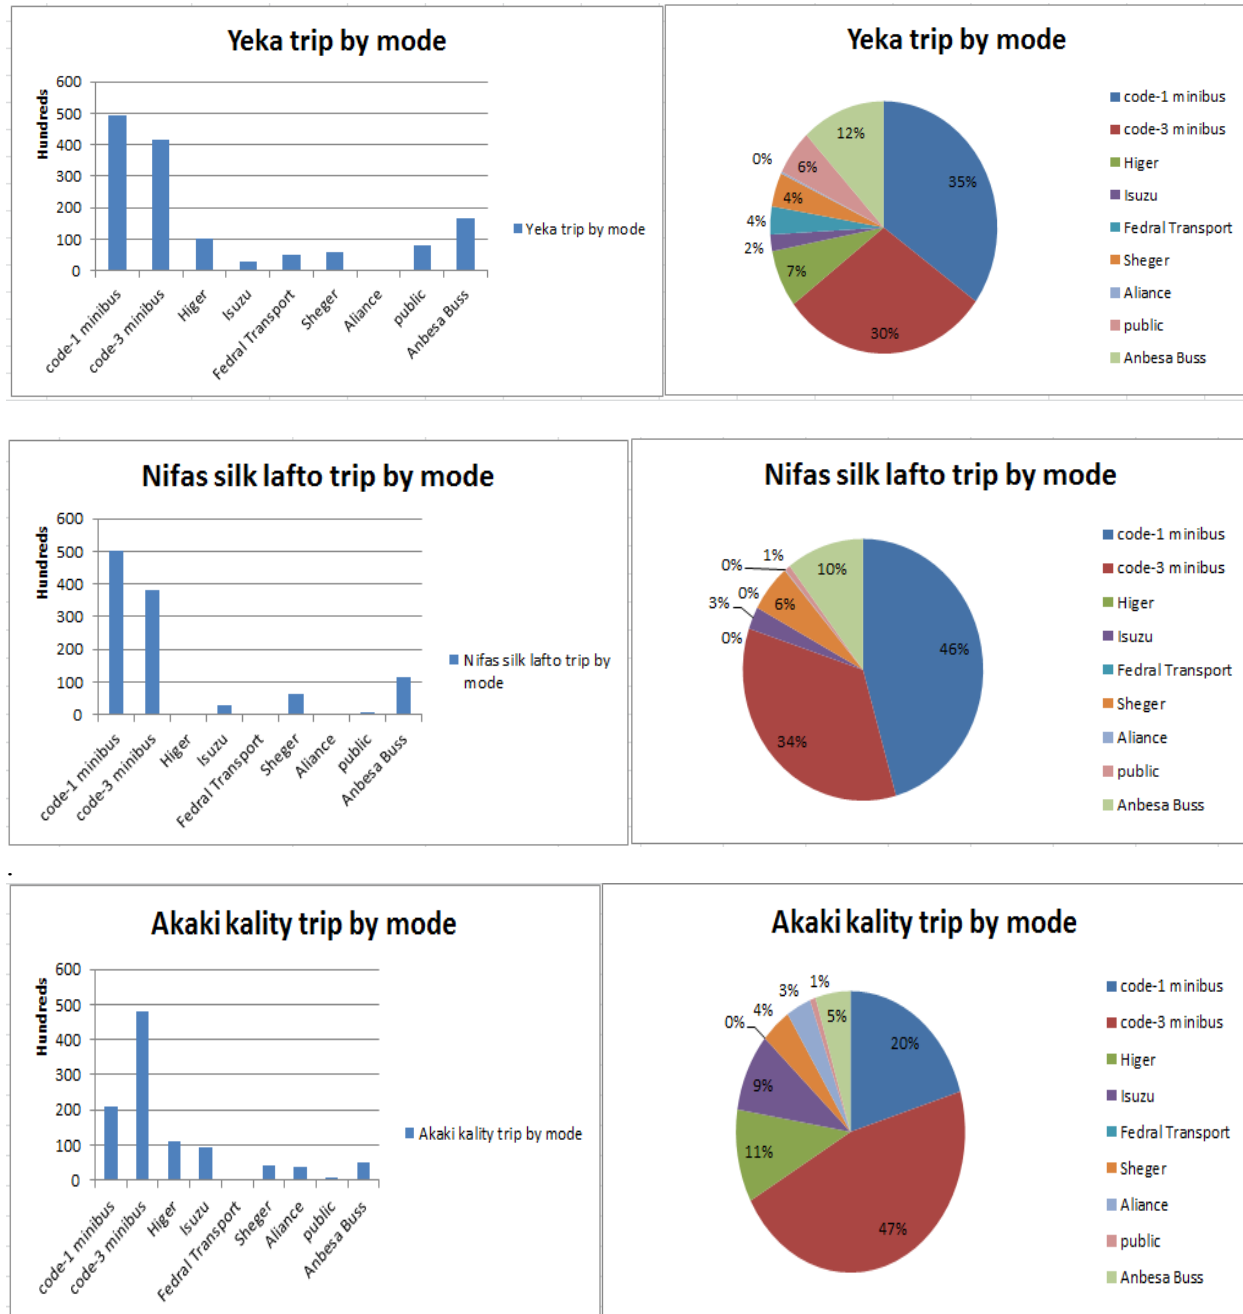 Yeka trip by mode
Hundreds
600
500
400
300
200
100
0
code-1 minibus
code-3 minibus
Higer
Isuzu
Fedral Transport
Sheger
Aliance
public
Anbesa Buss
Yeka trip by mode
Yeka trip by mode
35%
30%
7%
2%
4%
4%
0%
6%
12%
code-1 minibus
code-3 minibus
Higer
Isuzu
Fedral Transport
Sheger
Aliance
public
Anbesa Buss
Nifas silk lafto trip by mode
Hundreds
600
500
400
300
200
100
0
code-1 minibus
code-3 minibus
Higer
Isuzu
Fedral Transport
Sheger
Aliance
public
Anbesa Buss
Nifas silk lafto trip by
mode
Nifas silk lafto trip by mode
46%
34%
0%
3%
0%
6%
0%
1%
10%
code-1 minibus
code-3 minibus
Higer
Isuzu
Fedral Transport
Sheger
Aliance
public
Anbesa Buss
.
Akaki kality trip by mode
Hundreds
600
500
400
300
200
100
0
code-1 minibus
code-3 minibus
Higer
Isuzu
Fedral Transport
Sheger
Aliance
public
Anbesa Buss
Akaki kality trip by mode
Akaki kality trip by mode
20%
47%
11%
9%
0%
4%
3%
1%
5%
code-1 minibus
code-3 minibus
Higer
Isuzu
Fedral Transport
Sheger
Aliance
public
Anbesa Buss